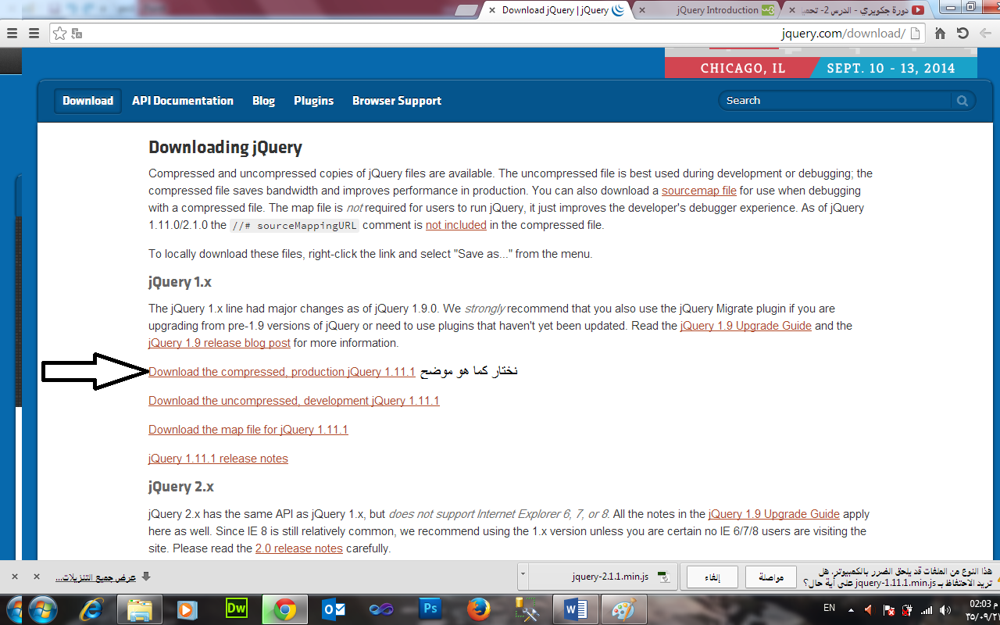 Download jQuery | jQuery
jQuery Introduction
دورة جكويري - الدرس 2- تحميل
jquery.com/download/
CHICAGO, IL
SEPT. 10 - 13, 2014
Download
API Documentation
Blog
Plugins
Browser Support
Search
Downloading jQuery
Compressed and uncompressed copies of jQuery files are available. The uncompressed file is best used during development or debugging; the
compressed file saves bandwidth and improves performance in production. You can also download a sourcemap file for use when debugging
with a compressed file. The map file is not required for users to run jQuery, it just improves the developer's debugger experience. As of jQuery
1.11.0/2.1.0 the //# sourceMappingURL comment is not included in the compressed file.
To locally download these files, right-click the link and select "Save as..." from the menu.
jQuery 1.x
The jQuery 1.x line had major changes as of jQuery 1.9.0. We strongly recommend that you also use the jQuery Migrate plugin if you are
upgrading from pre-1.9 versions of jQuery or need to use plugins that haven't yet been updated. Read the jQuery 1.9 Upgrade Guide and the
jQuery 1.9 release blog post for more information.
Download the compressed, production jQuery 1.11.1 نختار كما هو موضح
Download the uncompressed, development jQuery 1.11.1
Download the map file for jQuery 1.11.1
jQuery 1.11.1 release notes
jQuery 2.x
jQuery 2.x has the same API as jQuery 1.x, but does not support Internet Explorer 6, 7, or 8. All the notes in the jQuery 1.9 Upgrade Guide apply
here as well. Since IE 8 is still relatively common, we recommend using the 1.x version unless you are certain no IE 6/7/8 users are visiting the
site. Please read the 2.0 release notes carefully.
هذا النوع من الملفات قد يلحق الضرر بالكمبيوتر. هل
تريد الاحتفاظ بـ jquery-1.11.1.min.js على أية حال؟
مواصلة
إلغاء
jquery-2.1.1.min.js
عرض جميع التنزيلات...
Dw
Ps
W
EN
02:03 م